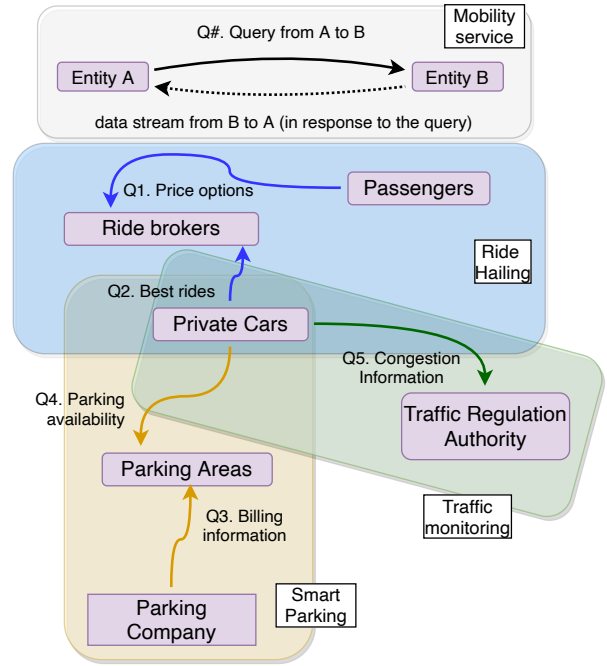 Mobility
service
Q#. Query from A to B
Entity A
Entity B
data stream from B to A (in response to the query)
Q1. Price options
Passengers
Ride brokers
Ride
Hailing
Q2. Best rides
Private Cars
Q5. Congestion
Information
Q4. Parking
availability
Traffic Regulation
Authority
Parking Areas
Traffic
monitoring
Q3. Billing
information
Smart
Parking
Parking
Company